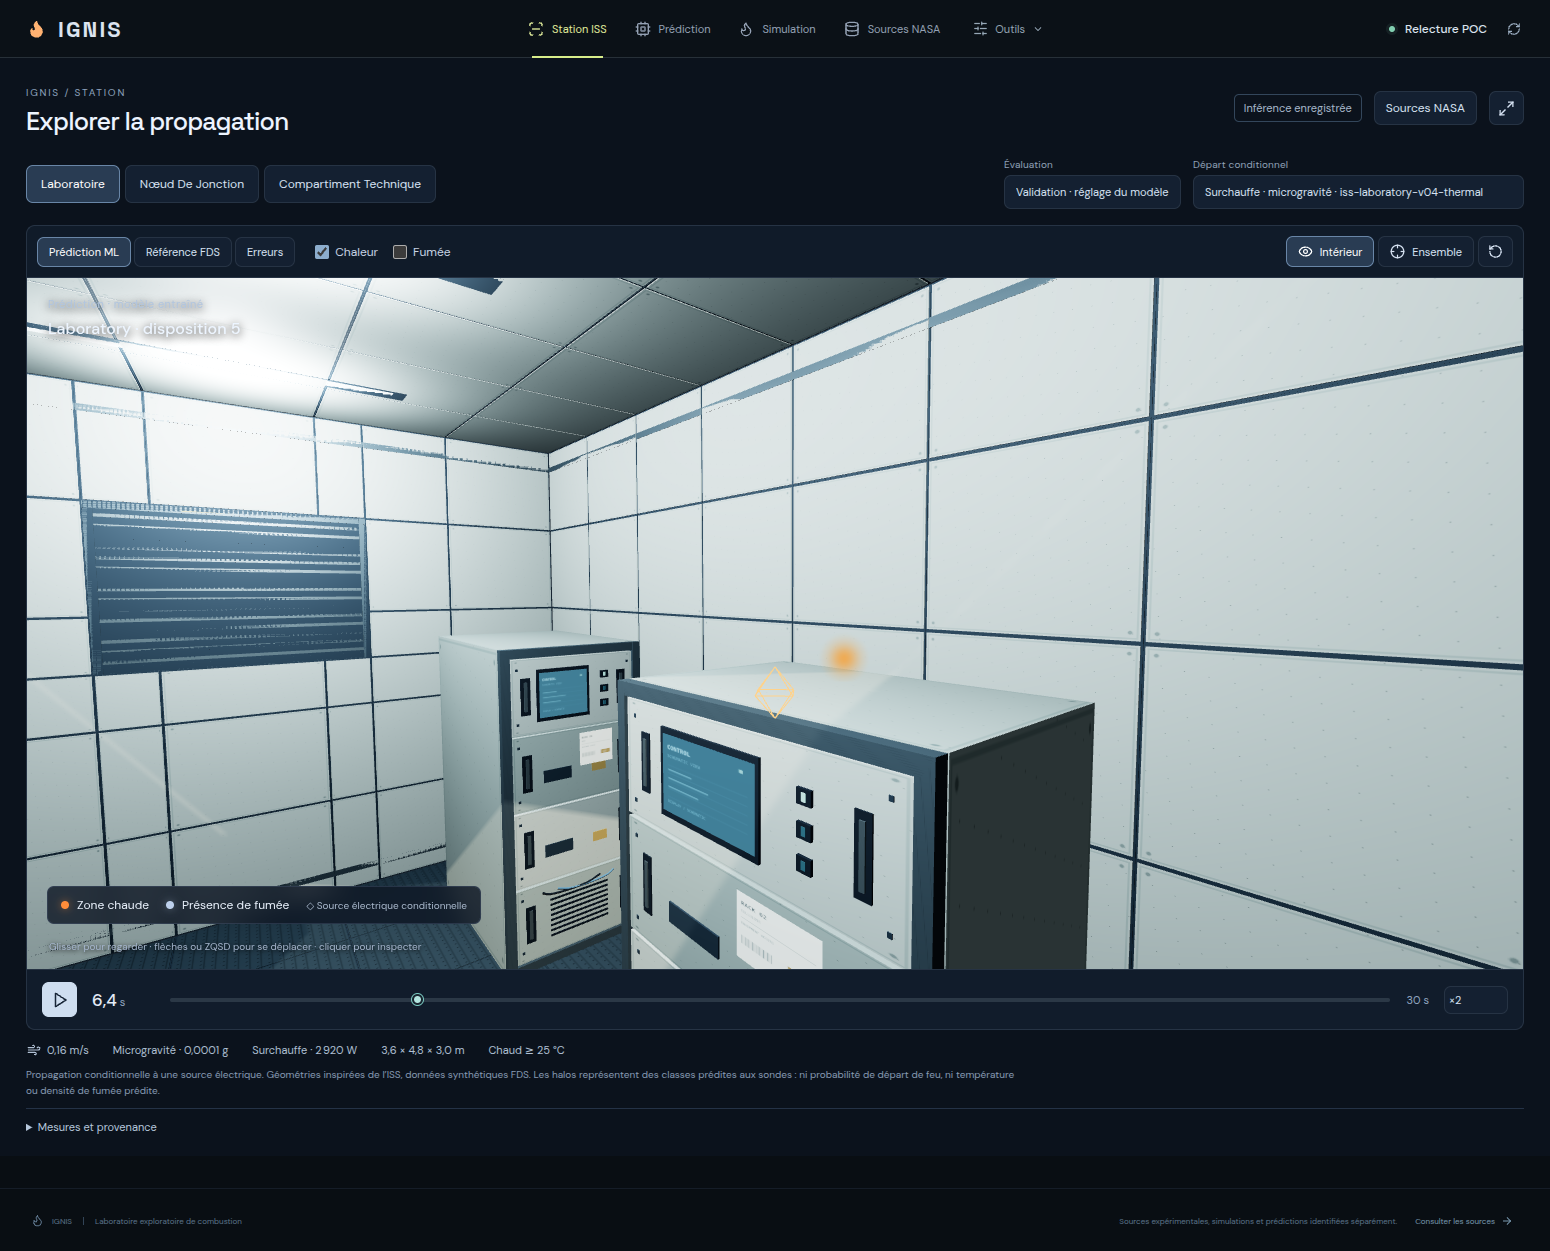 IGNIS
Station ISS
Prédiction
Simulation
Sources NASA
Outils
Relecture POC
IGNIS / STATION
Explorer la propagation
Inférence enregistrée
Sources NASA
Laboratoire
Nœud De Jonction
Compartiment Technique
Évaluation
Validation · réglage du modèle
Départ conditionnel
Surchauffe · microgravité · iss-laboratory-v04-thermal
Prédiction ML
Référence FDS
Erreurs
Chaleur
Fumée
Intérieur
Ensemble
Laboratory · disposition 5
CONTROL
RACK 02
Zone chaude
Présence de fumée
◇ Source électrique conditionnelle
Glisser pour regarder · flèches ou ZQSD pour se déplacer · cliquer pour inspecter
6,4 s
30 s
×2
0,16 m/s
Microgravité · 0,0001 g
Surchauffe · 2 920 W
3,6 × 4,8 × 3,0 m
Chaud ≥ 25 °C
Propagation conditionnelle à une source électrique. Géométries inspirées de l'ISS, données synthétiques FDS. Les halos représentent des classes prédites aux sondes : ni probabilité de départ de feu, ni température
ou densité de fumée prédite.
▶ Mesures et provenance
IGNIS | Laboratoire exploratoire de combustion
Sources expérimentales, simulations et prédictions identifiées séparément.
Consulter les sources →